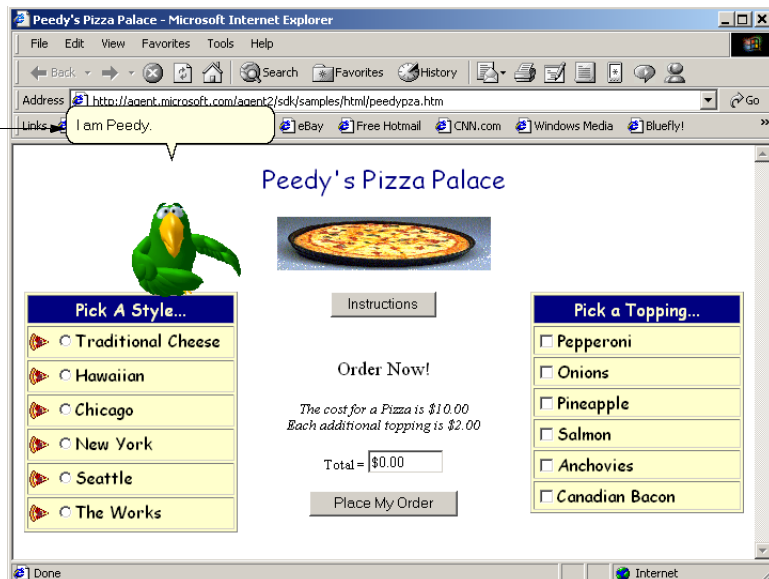 Peedy's Pizza Palace - Microsoft Internet Explorer
File Edit View Favorites Tools Help
Back Search Favorites History
Address http://agent.microsoft.com/agent2/sdk/samples/html/peedypza.htm Go
Links eBay Free Hotmail CNN.com Windows Media Bluefly! »
I am Peedy.
Peedy's Pizza Palace
Pick A Style...
Traditional Cheese
Hawaiian
Chicago
New York
Seattle
The Works
Instructions
Order Now!
The cost for a Pizza is $10.00
Each additional topping is $2.00
Total = $0.00
Place My Order
Pick a Topping...
Pepperoni
Onions
Pineapple
Salmon
Anchovies
Canadian Bacon
Done Internet